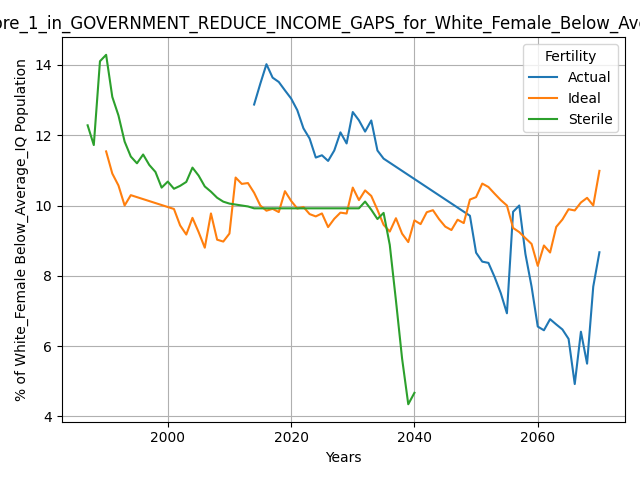 ore_1_in_GOVERNMENT_REDUCE_INCOME_GAPS_for_White_Female_Below_Ave
% of White_Female Below_Average_IQ Population
14
12
10
8
6
4
2000
2020
2040
2060
Years
Fertility
Actual
Ideal
Sterile